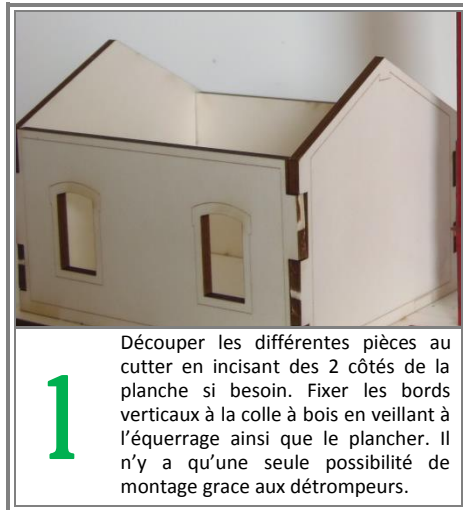 1
Découper les différentes pièces au
cutter en incisant des 2 côtés de la
planche si besoin. Fixer les bords
verticaux à la colle à bois en veillant à
l’équerrage ainsi que le plancher. Il
n’y a qu’une seule possibilité de
montage grace aux détrompeurs.